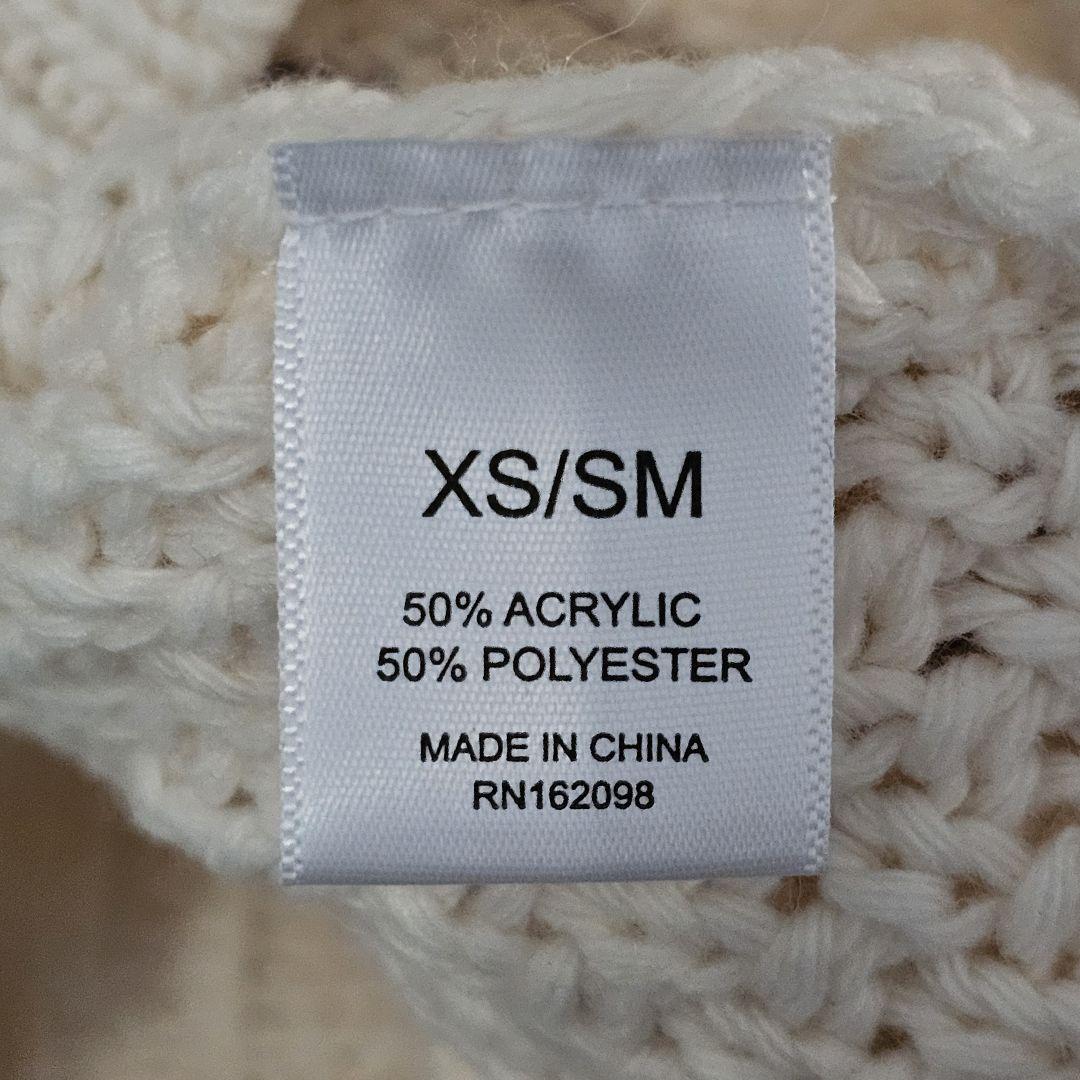 XS/SM
50% ACRYLIC
50% POLYESTER
MADE IN CHINA
RN162098